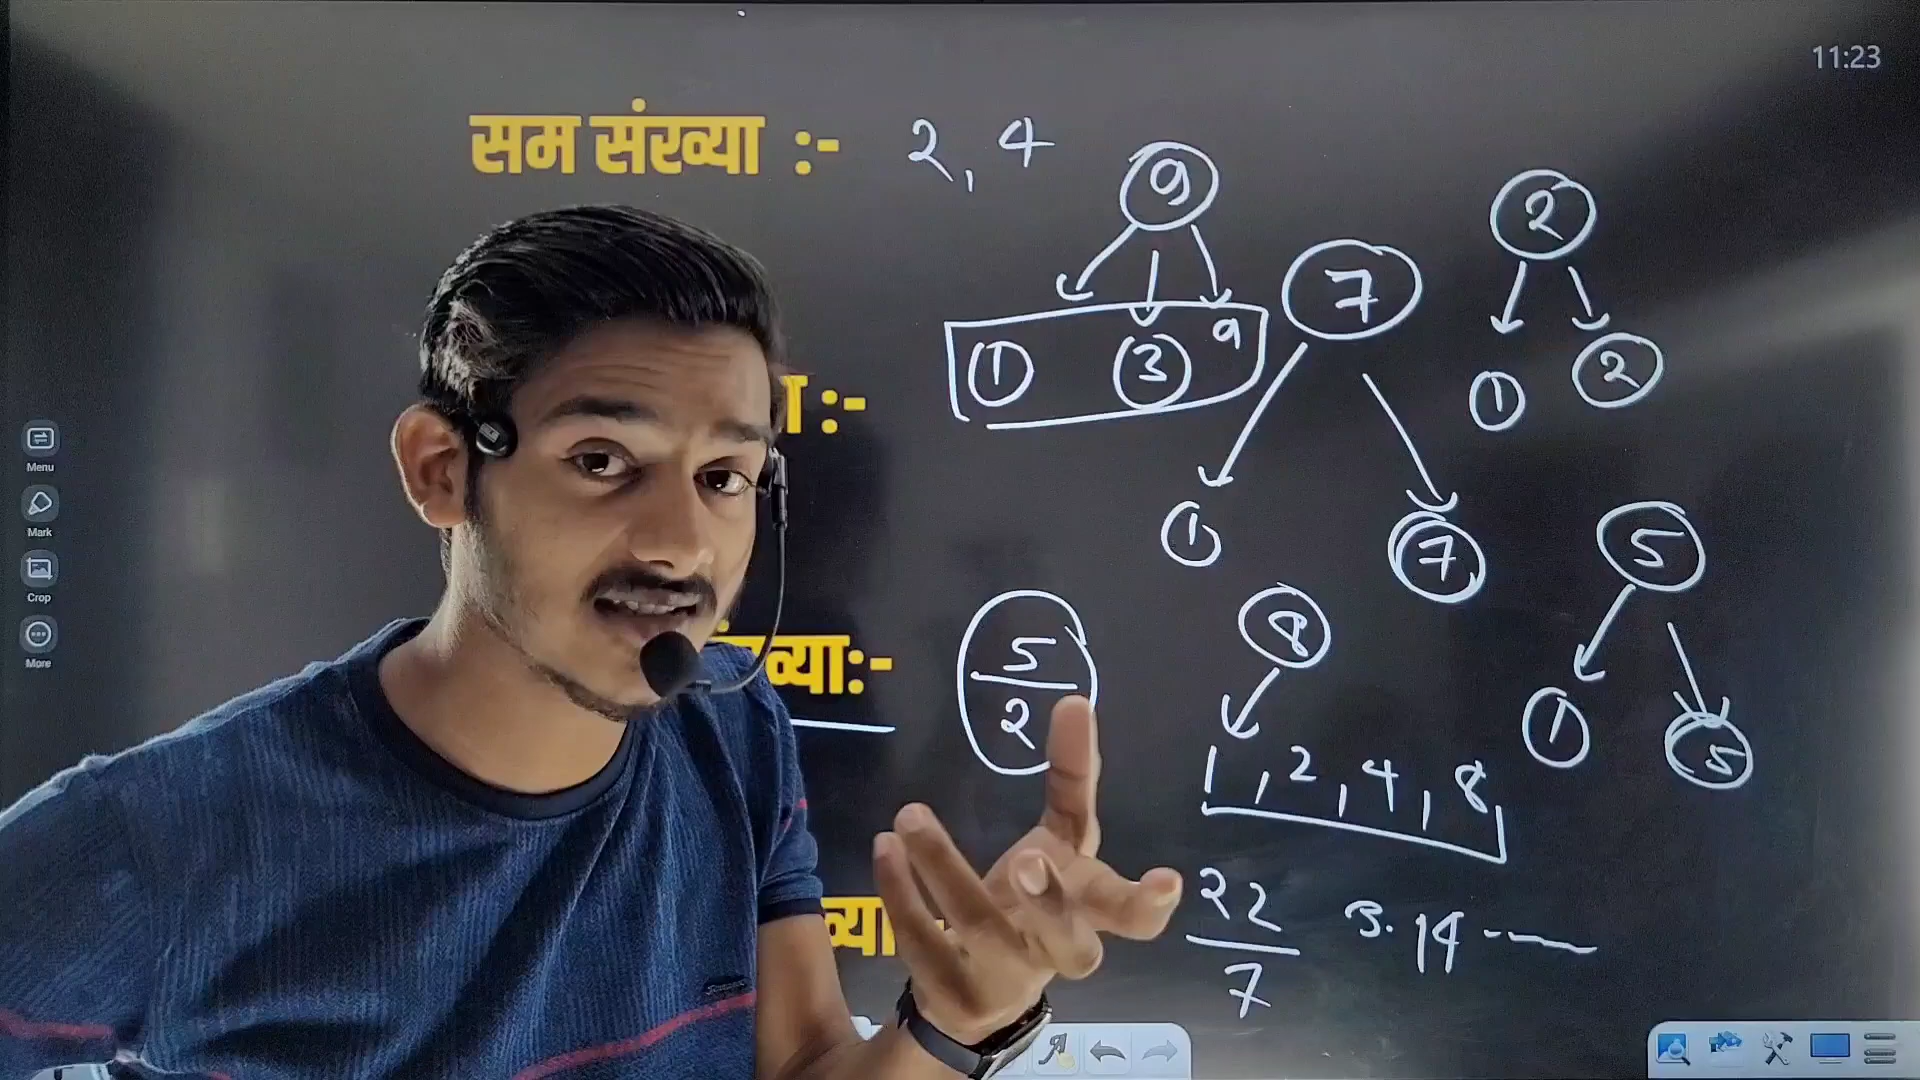 11:23
सम संख्या :- 2, 4
9
2
7
1 3 9
:-
1 2
1 7
5
8
5/2
:-
1 5
1, 2, 4, 8
22/7 3.14 ----
Menu
Mark
Crop
More